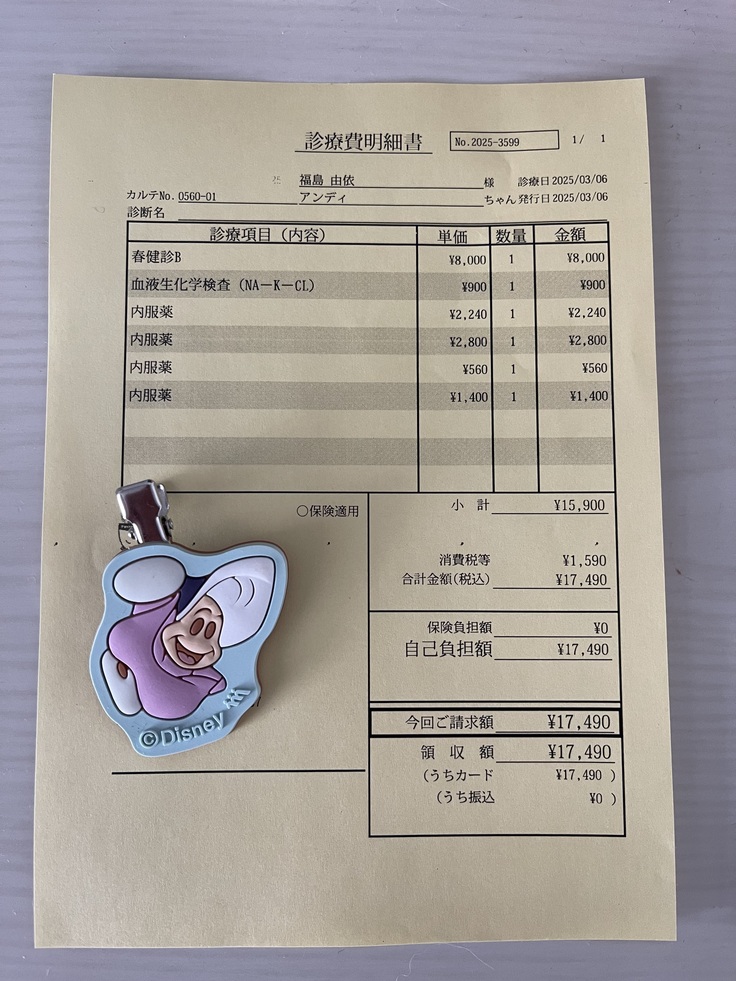 診療費明細書 No.2025-3599 1/ 1
福島 由依 様 診療日 2025/03/06
カルテNo. 0560-01 アンディ ちゃん 発行日 2025/03/06
診断名
診療項目（内容） 単価 数量 金額
春健診B ¥8,000 1 ¥8,000
血液生化学検査（NA－K－CL） ¥900 1 ¥900
内服薬 ¥2,240 1 ¥2,240
内服薬 ¥2,800 1 ¥2,800
内服薬 ¥560 1 ¥560
内服薬 ¥1,400 1 ¥1,400
○保険適用 小 計 ¥15,900
消費税等 ¥1,590
合計金額(税込) ¥17,490
保険負担額 ¥0
自己負担額 ¥17,490
今回ご請求額 ¥17,490
領 収 額 ¥17,490
(うちカード ¥17,490 )
(うち振込 ¥0 )
©Disney